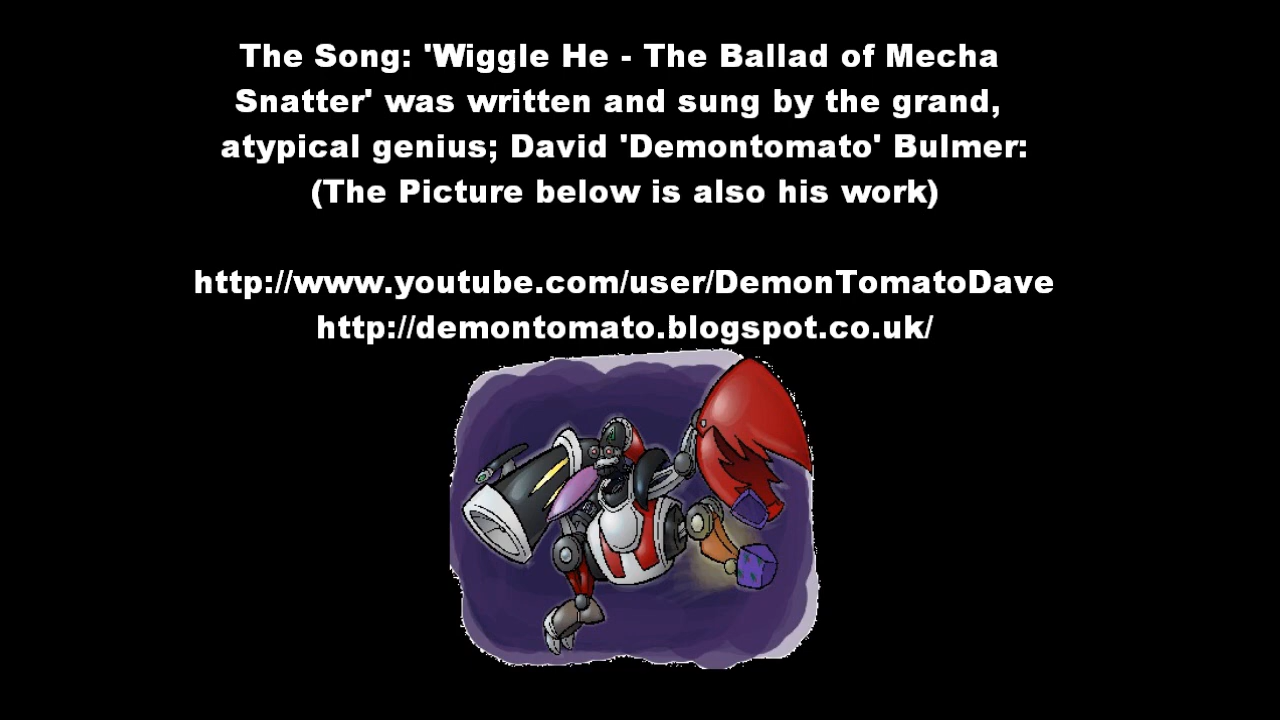 The Song: 'Wiggle He - The Ballad of Mecha
Snatter' was written and sung by the grand,
atypical genius; David 'Demontomato' Bulmer:
(The Picture below is also his work)
http://www.youtube.com/user/DemonTomatoDave
http://demontomato.blogspot.co.uk/